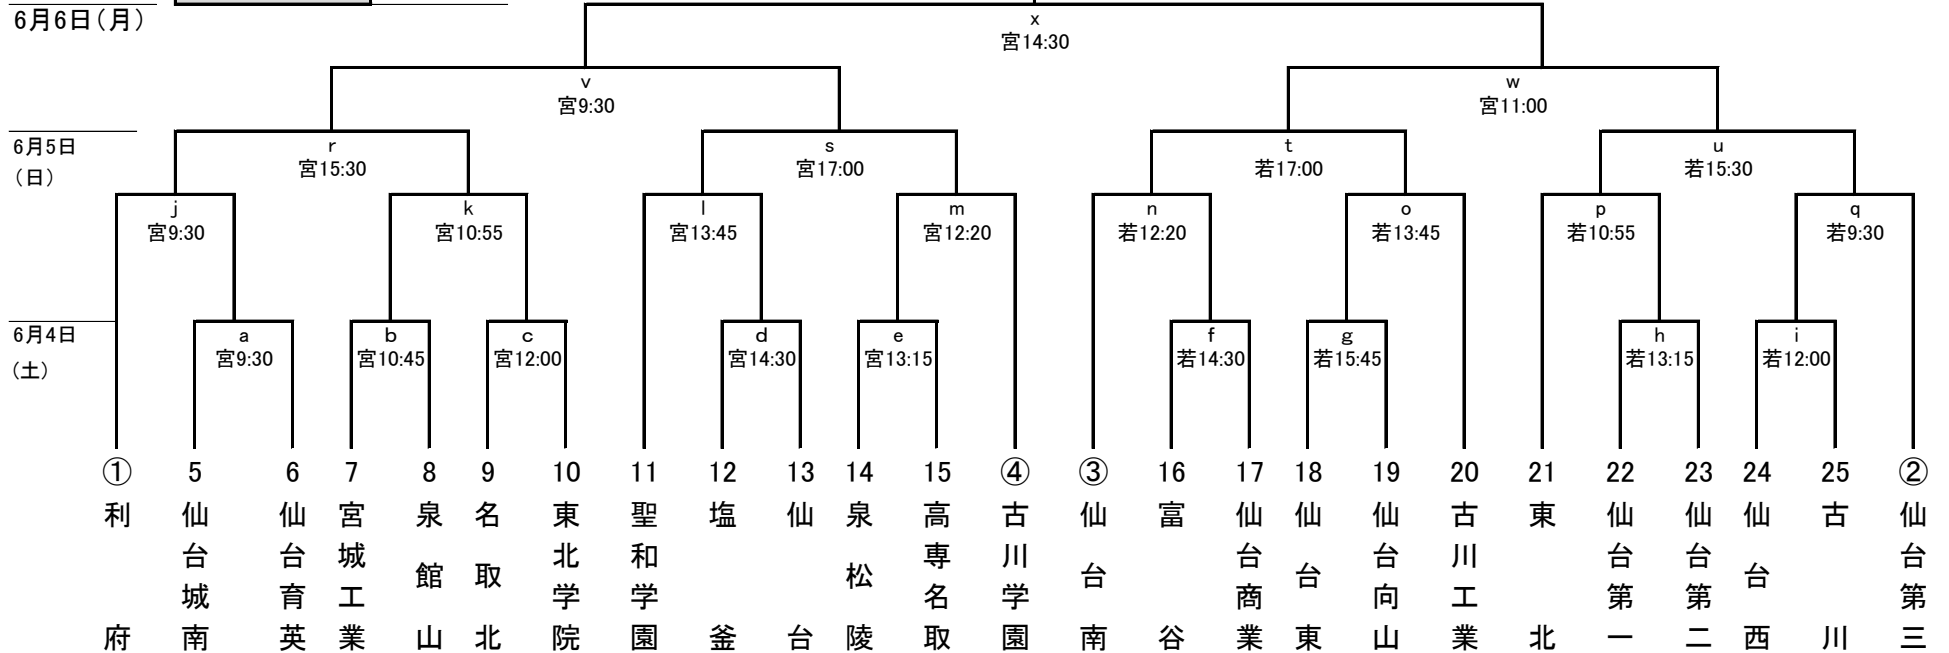 6月6日(月)
x
宮14:30
v
宮9:30
w
宮11:00
6月5日
(日)
r
宮15:30
s
宮17:00
t
若17:00
u
若15:30
j
宮9:30
k
宮10:55
l
宮13:45
m
宮12:20
n
若12:20
o
若13:45
p
若10:55
q
若9:30
6月4日
(土)
a
宮9:30
b
宮10:45
c
宮12:00
d
宮14:30
e
宮13:15
f
若14:30
g
若15:45
h
若13:15
i
若12:00
① 5 6 7 8 9 10 11 12 13 14 15 ④ ③ 16 17 18 19 20 21 22 23 24 25 ②
利府
仙台城南
仙台育英
宮城工業
泉館山
名取北
東北学院
聖和学園
塩釜
仙台
泉松陵
高専名取
古川学園
仙台南
富谷
仙台商業
仙台東
仙台向山
古川工業
東北
仙台第一
仙台第二
仙台西
古川
仙台第三